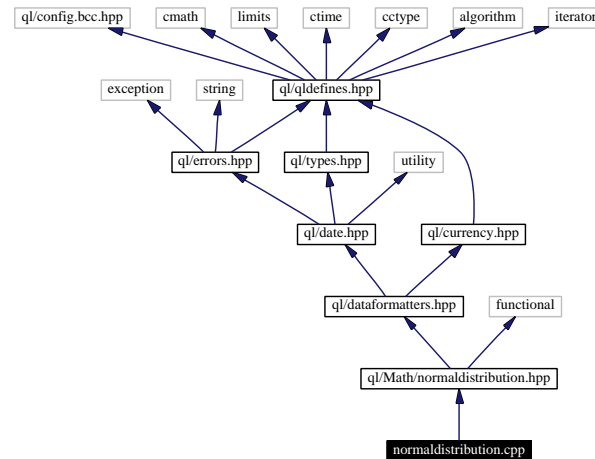 ql/config.bcc.hpp cmath limits ctime cctype algorithm iterator
exception string ql/qldefines.hpp
ql/errors.hpp ql/types.hpp utility
ql/date.hpp ql/currency.hpp
ql/dataformatters.hpp functional
ql/Math/normaldistribution.hpp
normaldistribution.cpp